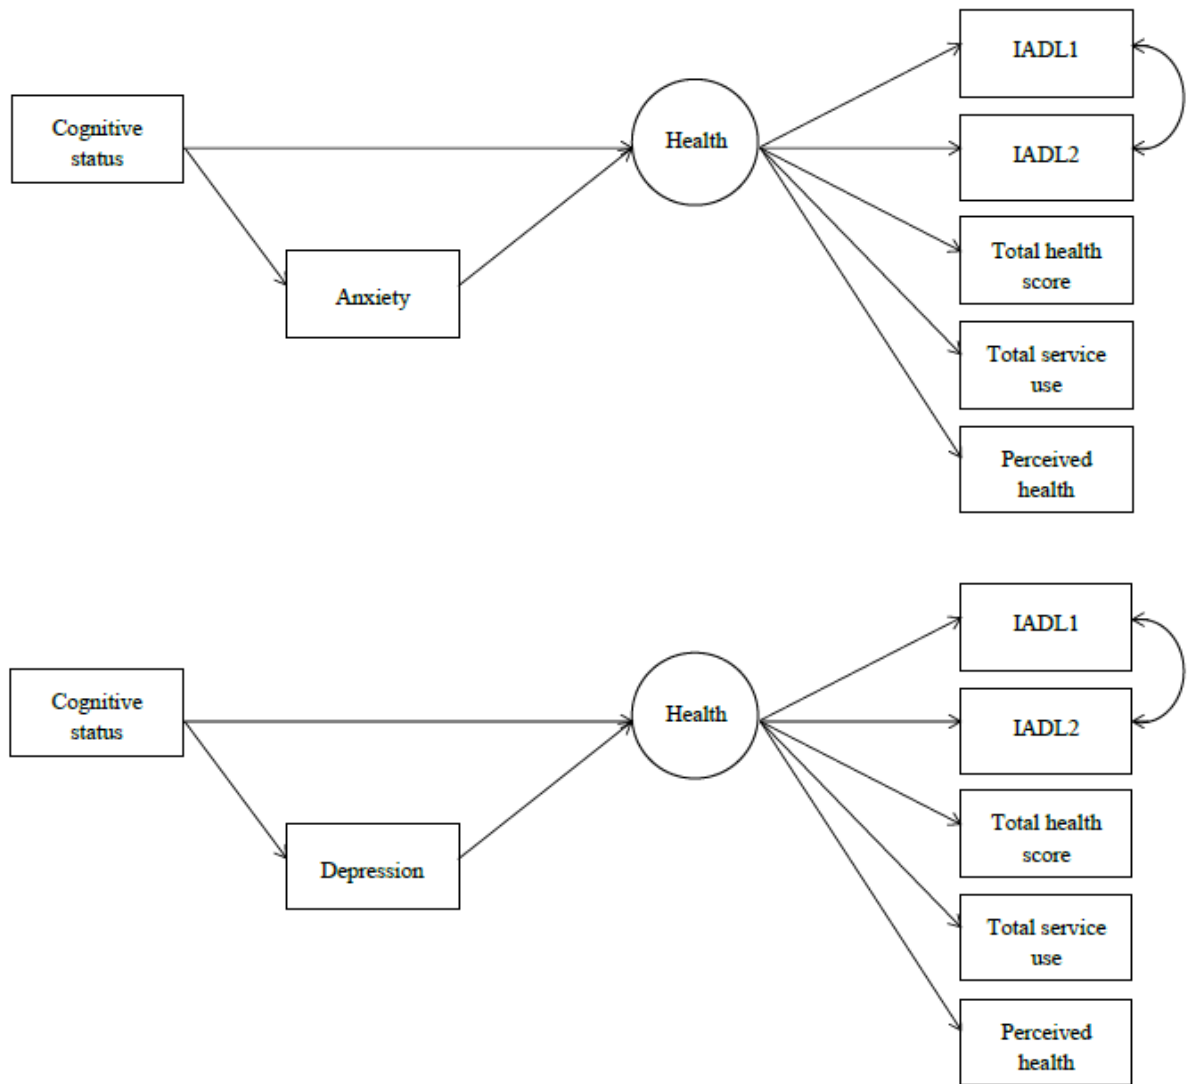 IADL1
Cognitive
status
Health
IADL2
Anxiety
Total health
score
Total service
use
Perceived
health
IADL1
Cognitive
status
Health
IADL2
Depression
Total health
score
Total service
use
Perceived
health